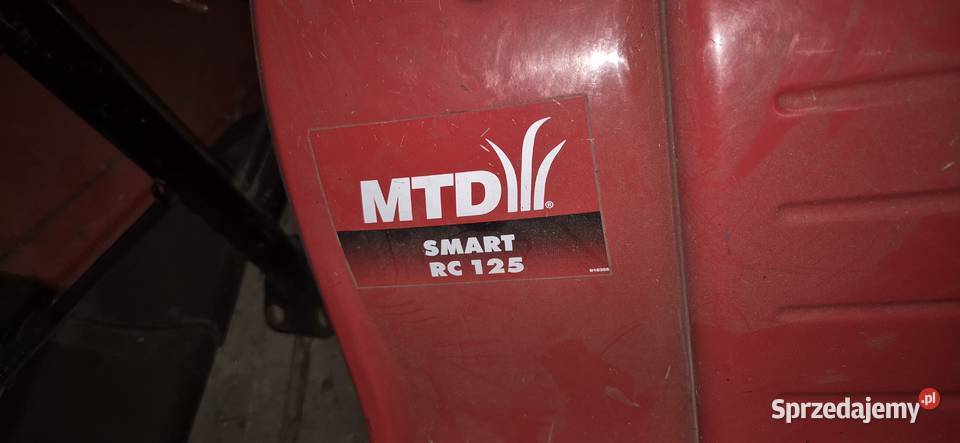 MTD®
SMART
RC 125
Sprzedajemy.pl